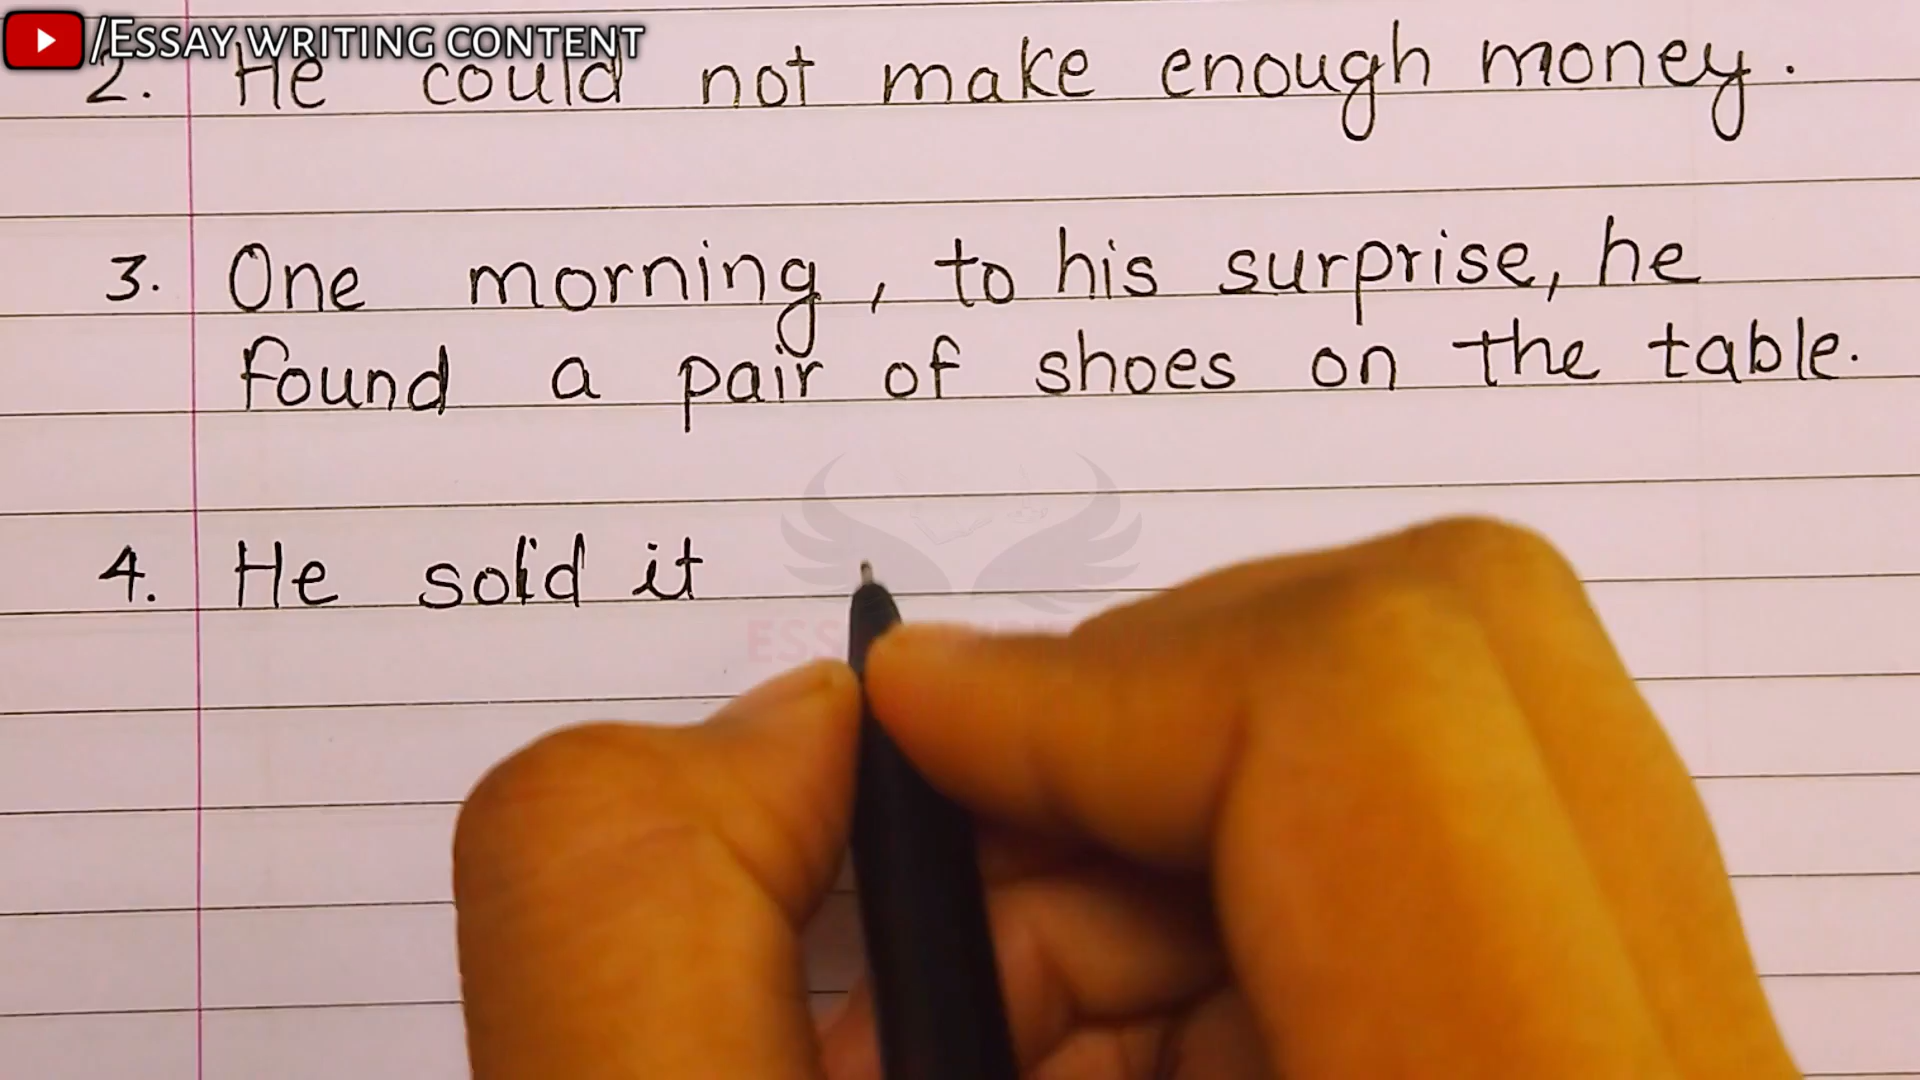 /ESSAY WRITING CONTENT
2. He could not make enough money.
3. One morning, to his surprise, he
found a pair of shoes on the table.
4. He sold it